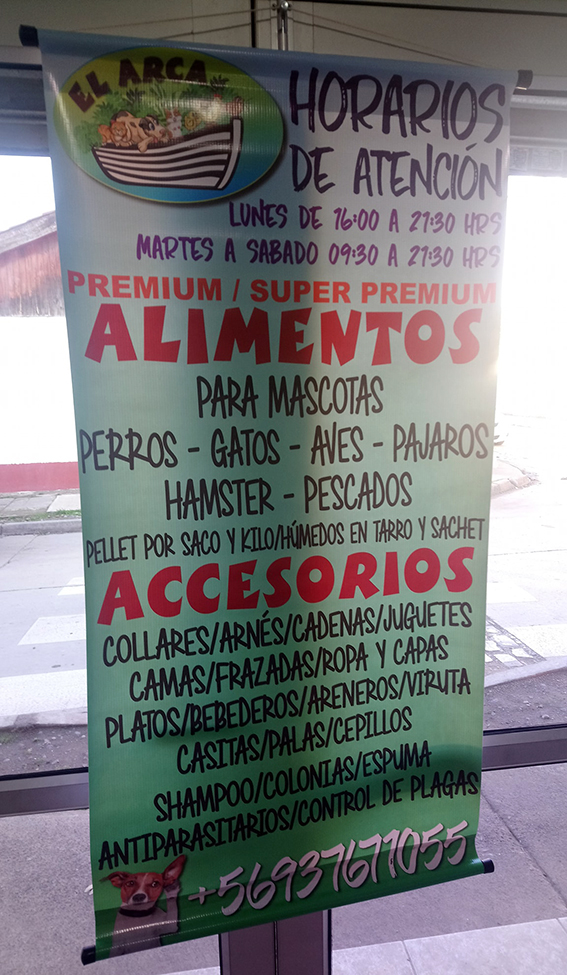 EL ARCA
HORARIOS
DE ATENCIÓN
LUNES DE 16:00 A 21:30 HRS
MARTES A SABADO 09:30 A 21:30 HRS
PREMIUM / SUPER PREMIUM
ALIMENTOS
PARA MASCOTAS
PERROS - GATOS - AVES - PAJAROS
HAMSTER - PESCADOS
PELLET POR SACO Y KILO/HÚMEDOS EN TARRO Y SACHET
ACCESORIOS
COLLARES/ARNÉS/CADENAS/JUGUETES
CAMAS/FRAZADAS/ROPA Y CAPAS
PLATOS/BEBEDEROS/ARENEROS/VIRUTA
CASITAS/PALAS/CEPILLOS
SHAMPOO/COLONIAS/ESPUMA
ANTIPARASITARIOS/CONTROL DE PLAGAS
+56937671055